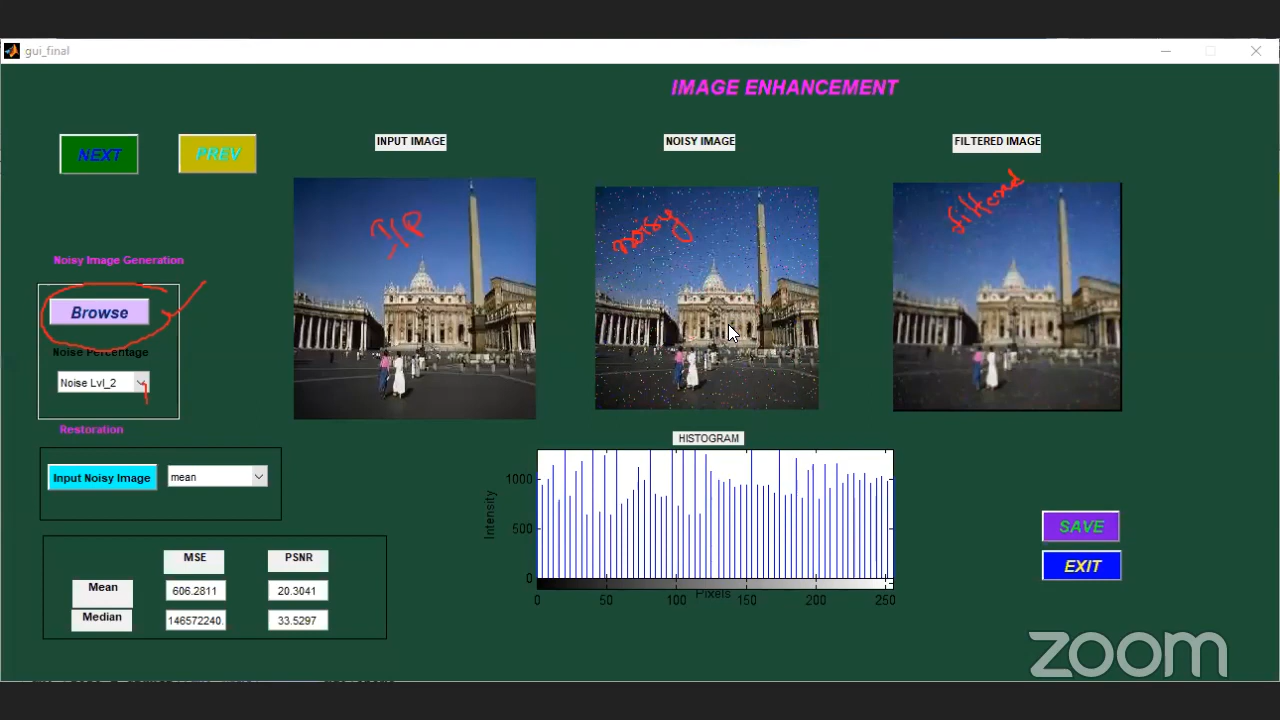 gui_final
IMAGE ENHANCEMENT
NEXT
PREV
INPUT IMAGE
NOISY IMAGE
FILTERED IMAGE
I/P
noisy
filtered
Noisy Image Generation
Browse
Noise Percentage
Noise Lvl_2
Restoration
Input Noisy Image
mean
HISTOGRAM
Intensity
1000
500
0
0 50 100 150 200 250
Pixels
MSE
PSNR
Mean
606.2811
20.3041
Median
146572240.
33.5297
SAVE
EXIT
zoom